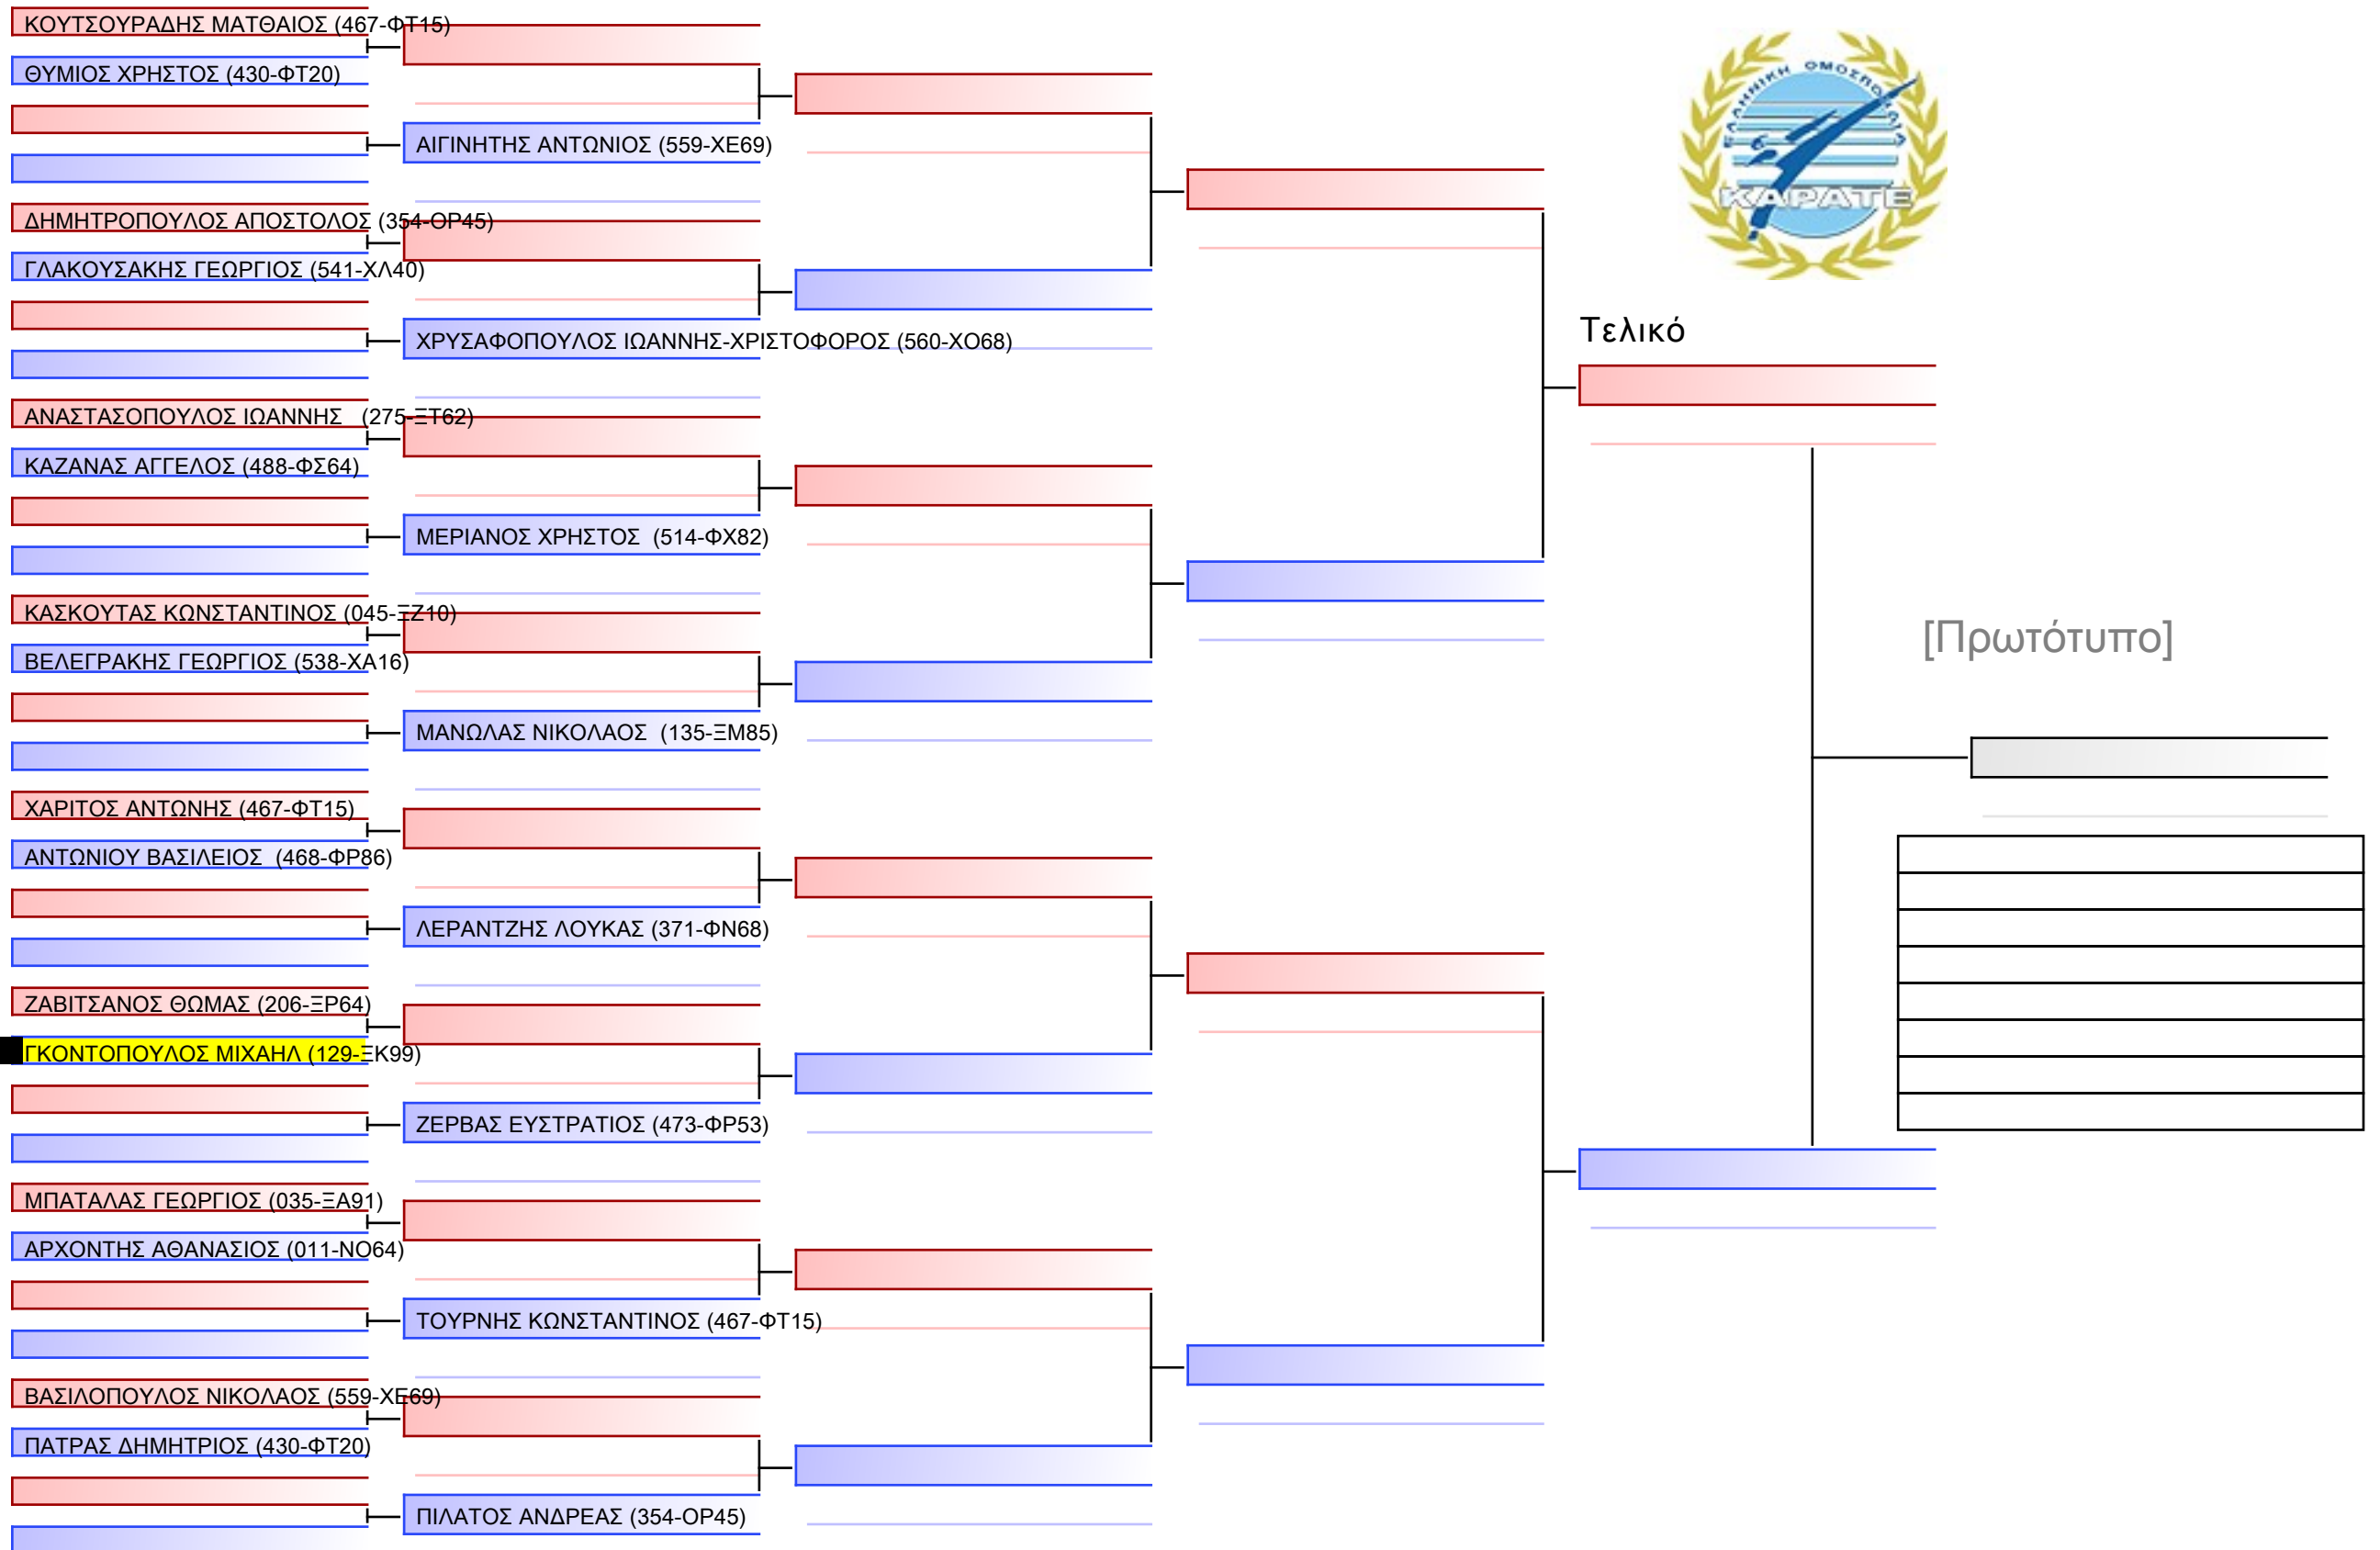 ΚΟΥΤΣΟΥΡΑΔΗΣ ΜΑΤΘΑΙΟΣ (467-ΦΤ15)
ΘΥΜΙΟΣ ΧΡΗΣΤΟΣ (430-ΦΤ20)
ΑΙΓΙΝΗΤΗΣ ΑΝΤΩΝΙΟΣ (559-ΧΕ69)
ΔΗΜΗΤΡΟΠΟΥΛΟΣ ΑΠΟΣΤΟΛΟΣ (354-ΟΡ45)
ΓΛΑΚΟΥΣΑΚΗΣ ΓΕΩΡΓΙΟΣ (541-ΧΛ40)
ΧΡΥΣΑΦΟΠΟΥΛΟΣ ΙΩΑΝΝΗΣ-ΧΡΙΣΤΟΦΟΡΟΣ (560-ΧΟ68)
ΑΝΑΣΤΑΣΟΠΟΥΛΟΣ ΙΩΑΝΝΗΣ (275-ΞΤ62)
ΚΑΖΑΝΑΣ ΑΓΓΕΛΟΣ (488-ΦΣ64)
ΜΕΡΙΑΝΟΣ ΧΡΗΣΤΟΣ (514-ΦΧ82)
ΚΑΣΚΟΥΤΑΣ ΚΩΝΣΤΑΝΤΙΝΟΣ (045-ΞΖ10)
ΒΕΛΕΓΡΑΚΗΣ ΓΕΩΡΓΙΟΣ (538-ΧΑ16)
ΜΑΝΩΛΑΣ ΝΙΚΟΛΑΟΣ (135-ΞΜ85)
ΧΑΡΙΤΟΣ ΑΝΤΩΝΗΣ (467-ΦΤ15)
ΑΝΤΩΝΙΟΥ ΒΑΣΙΛΕΙΟΣ (468-ΦΡ86)
ΛΕΡΑΝΤΖΗΣ ΛΟΥΚΑΣ (371-ΦΝ68)
ΖΑΒΙΤΣΑΝΟΣ ΘΩΜΑΣ (206-ΞΡ64)
ΓΚΟΝΤΟΠΟΥΛΟΣ ΜΙΧΑΗΛ (129-ΞΚ99)
ΖΕΡΒΑΣ ΕΥΣΤΡΑΤΙΟΣ (473-ΦΡ53)
ΜΠΑΤΑΛΑΣ ΓΕΩΡΓΙΟΣ (035-ΞΑ91)
ΑΡΧΟΝΤΗΣ ΑΘΑΝΑΣΙΟΣ (011-ΝΟ64)
ΤΟΥΡΝΗΣ ΚΩΝΣΤΑΝΤΙΝΟΣ (467-ΦΤ15)
ΒΑΣΙΛΟΠΟΥΛΟΣ ΝΙΚΟΛΑΟΣ (559-ΧΕ69)
ΠΑΤΡΑΣ ΔΗΜΗΤΡΙΟΣ (430-ΦΤ20)
ΠΙΛΑΤΟΣ ΑΝΔΡΕΑΣ (354-ΟΡ45)
ΕΛΛΗΝΙΚΗ ΟΜΟΣΠΟΝΔΙΑ
ΚΑΡΑΤΕ
Τελικό
[Πρωτότυπο]